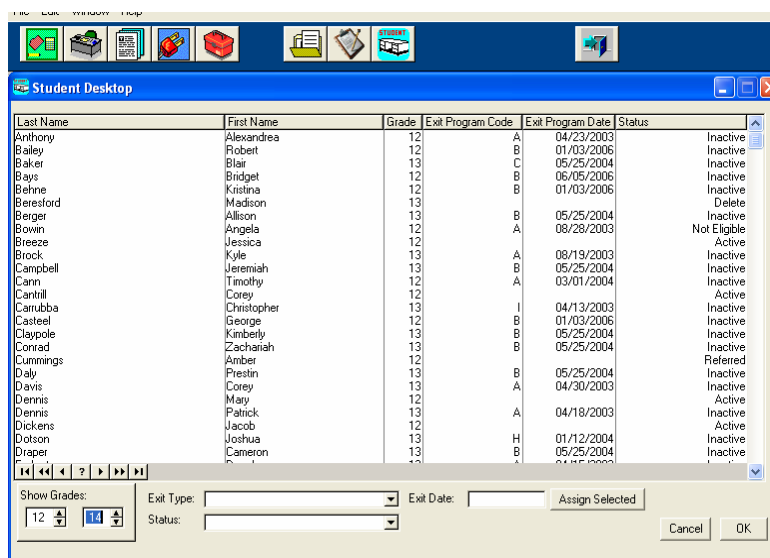 File Edit Window Help
STUDENT
Student Desktop
Last Name First Name Grade Exit Program Code Exit Program Date Status
Anthony Alexandrea 12 A 04/23/2003 Inactive
Bailey Robert 12 B 01/03/2006 Inactive
Baker Blair 13 C 05/25/2004 Inactive
Bays Bridget 12 B 06/05/2006 Inactive
Behne Kristina 12 B 01/03/2006 Inactive
Beresford Madison 13 Delete
Berger Allison 13 B 05/25/2004 Inactive
Bowin Angela 12 A 08/28/2003 Not Eligible
Breeze Jessica 12 Active
Brock Kyle 13 A 08/19/2003 Inactive
Campbell Jeremiah 13 B 05/25/2004 Inactive
Cann Timothy 12 A 03/01/2004 Inactive
Cantrill Corey 12 Active
Carrubba Christopher 13 I 04/13/2003 Inactive
Casteel George 12 B 01/03/2006 Inactive
Claypole Kimberly 13 B 05/25/2004 Inactive
Conrad Zachariah 13 B 05/25/2004 Inactive
Cummings Amber 12 Referred
Daly Prestin 13 B 05/25/2004 Inactive
Davis Corey 13 A 04/30/2003 Inactive
Dennis Mary 12 Active
Dennis Patrick 13 A 04/18/2003 Inactive
Dickens Jacob 12 Active
Dotson Joshua 13 H 01/12/2004 Inactive
Draper Cameron 13 B 05/25/2004 Inactive
?
Show Grades: 12 14
Exit Type: Exit Date: Assign Selected
Status:
Cancel OK